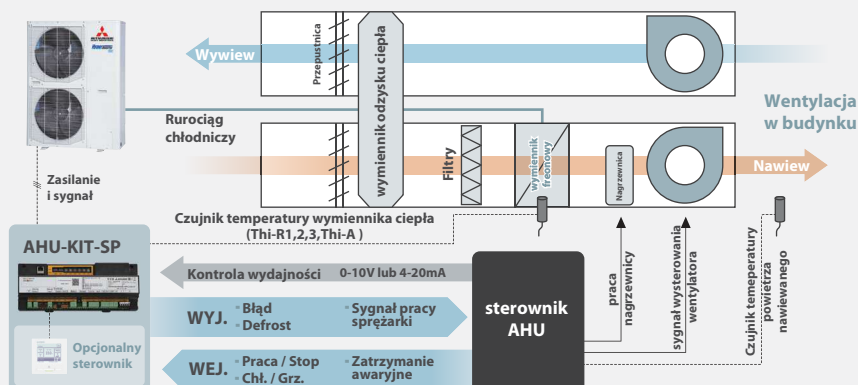 Wywiew
Przepustnica
wymiennik odzysku ciepła
MITSUBISHI
Rurociąg
chłodniczy
Wentylacja
w budynku
Filtry
wymiennik
freonowy
Nagrzewnica
Nawiew
Zasilanie
i sygnał
Czujnik temperatury wymiennika ciepła
(Thi-R1,2,3,Thi-A )
AHU-KIT-SP
Kontrola wydajności 0-10V lub 4-20mA
WYJ.
- Błąd
- Defrost
- Sygnał pracy
sprężarki
sterownik
AHU
praca
nagrzewnicy
sygnał wysterowania
wentylatora
Czujnik temeperatury
powietrza
nawiewanego
Opcjonalny
sterownik
WEJ.
- Praca / Stop
- Chł. / Grz.
- Zatrzymanie
awaryjne